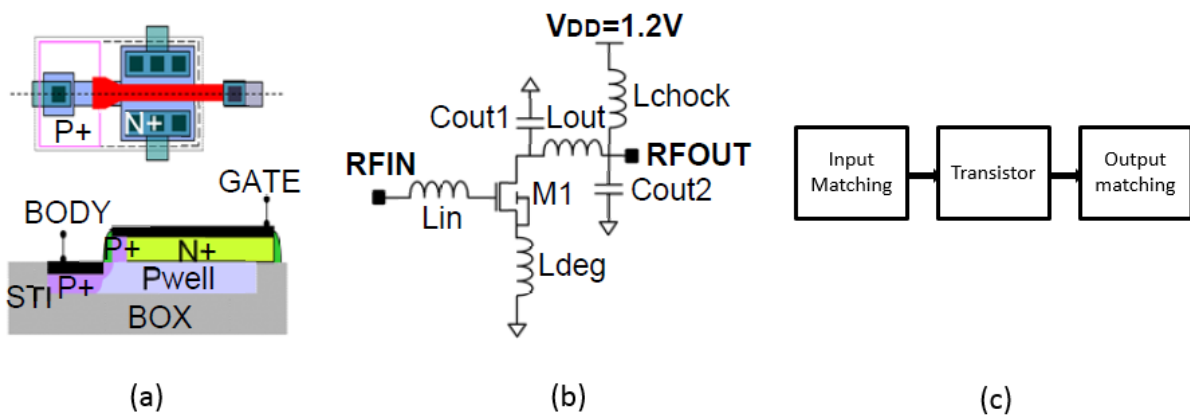 P+
N+
GATE
BODY
P+
N+
P+
Pwell
STI
BOX
(a)
VDD=1.2V
Lchock
Cout1
Lout
RFIN
RFOUT
M1
Cout2
Lin
Ldeg
(b)
Input
Matching
Transistor
Output
matching
(c)